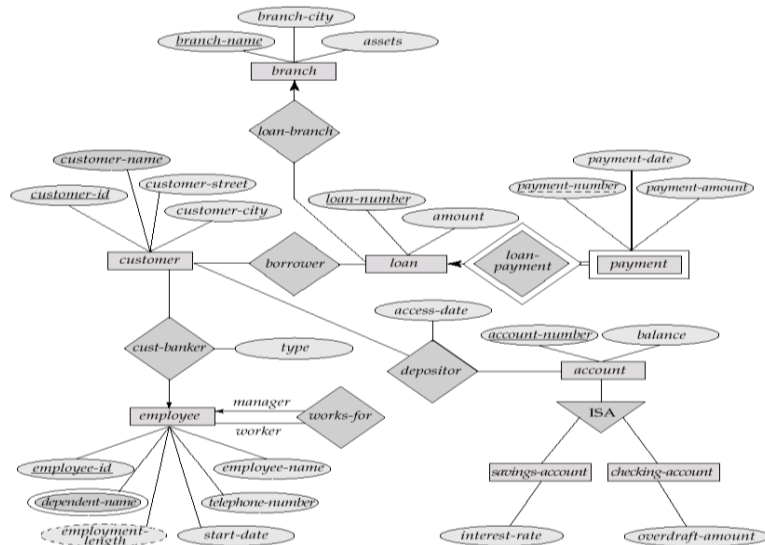 branch-city
branch-name
assets
branch
loan-branch
customer-name
payment-date
customer-id
customer-street
loan-number
payment-number
payment-amount
customer-city
amount
customer
borrower
loan
loan-
payment
payment
access-date
account-number
balance
cust-banker
type
depositor
account
manager
ISA
employee
works-for
worker
employee-id
employee-name
savings-account
checking-account
dependent-name
telephone-number
employment-
length
start-date
interest-rate
overdraft-amount